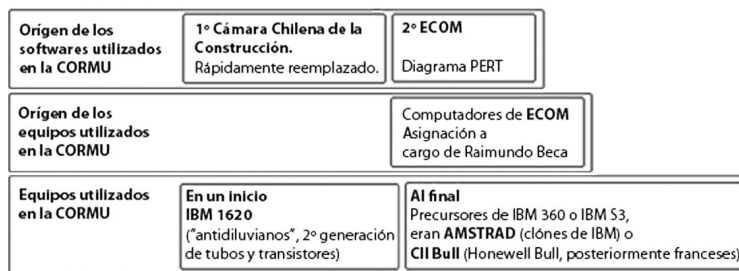 Orígen de los
softwares utilizados
en la CORMU
1º Cámara Chilena de la
Construcción.
Rápidamente reemplazado.
2º ECOM
Diagrama PERT
Orígen de los
equipos utilizados
en la CORMU
Computadores de ECOM
Asignación a
cargo de Raimundo Beca
Equipos utilizados
en la CORMU
En un inicio
IBM 1620
("antidiluvianos", 2º generación
de tubos y transistores)
Al final
Precursores de IBM 360 o IBM S3,
eran AMSTRAD (clónes de IBM) o
CII Bull (Honewell Bull, posteriormente franceses)